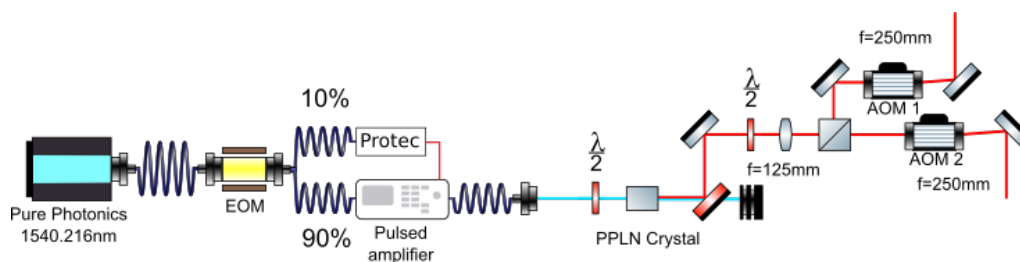 Pure Photonics
1540.216nm
EOM
10%
Protec
90%
Pulsed
amplifier
λ
2
PPLN Crystal
λ
2
f=125mm
f=250mm
AOM 1
AOM 2
f=250mm